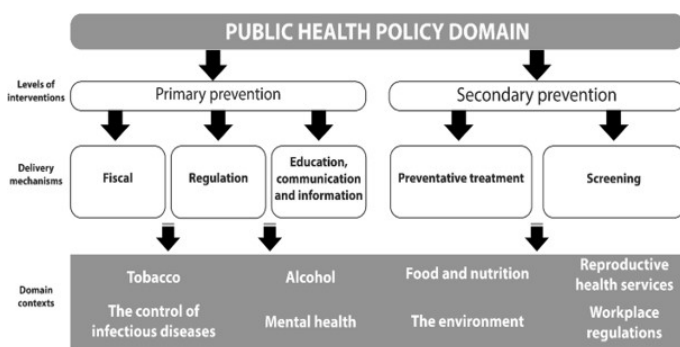 PUBLIC HEALTH POLICY DOMAIN
Levels of
interventions
Primary prevention
Secondary prevention
Delivery
mechanisms
Fiscal
Regulation
Education,
communication
and information
Preventative treatment
Screening
Domain
contexts
Tobacco
Alcohol
Food and nutrition
Reproductive
health services
The control of
infectious diseases
Mental health
The environment
Workplace
regulations